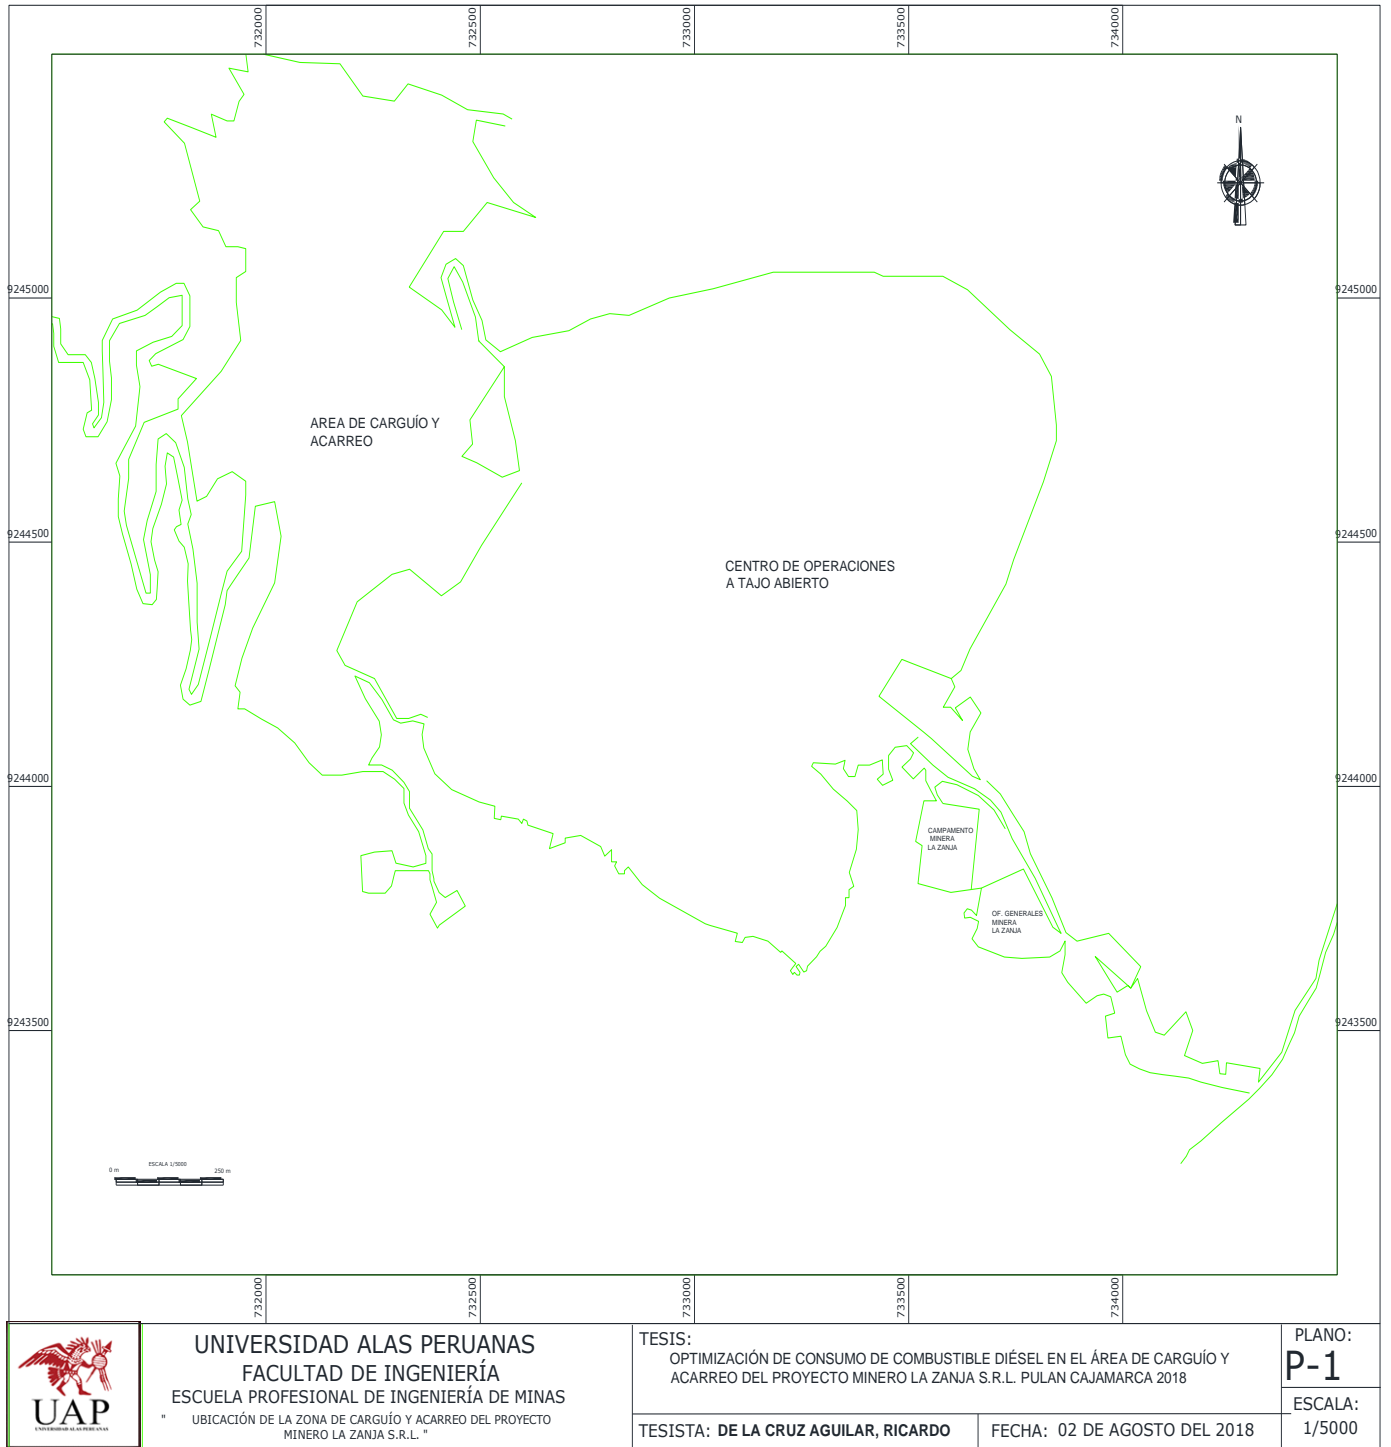 732000
732500
733000
733500
734000
N
9245000
9245000
AREA DE CARGUÍO Y
ACARREO
9244500
9244500
CENTRO DE OPERACIONES
A TAJO ABIERTO
9244000
9244000
CAMPAMENTO
MINERA
LA ZANJA
OF. GENERALES
MINERA
LA ZANJA
9243500
9243500
ESCALA 1/5000
0 m
250 m
732000
732500
733000
733500
734000
UAP
UNIVERSIDAD ALAS PERUANAS
UNIVERSIDAD ALAS PERUANAS
FACULTAD DE INGENIERÍA
ESCUELA PROFESIONAL DE INGENIERÍA DE MINAS
" UBICACIÓN DE LA ZONA DE CARGUÍO Y ACARREO DEL PROYECTO
MINERO LA ZANJA S.R.L. "
TESIS:
OPTIMIZACIÓN DE CONSUMO DE COMBUSTIBLE DIÉSEL EN EL ÁREA DE CARGUÍO Y
ACARREO DEL PROYECTO MINERO LA ZANJA S.R.L. PULAN CAJAMARCA 2018
TESISTA: DE LA CRUZ AGUILAR, RICARDO
FECHA: 02 DE AGOSTO DEL 2018
PLANO:
P-1
ESCALA:
1/5000